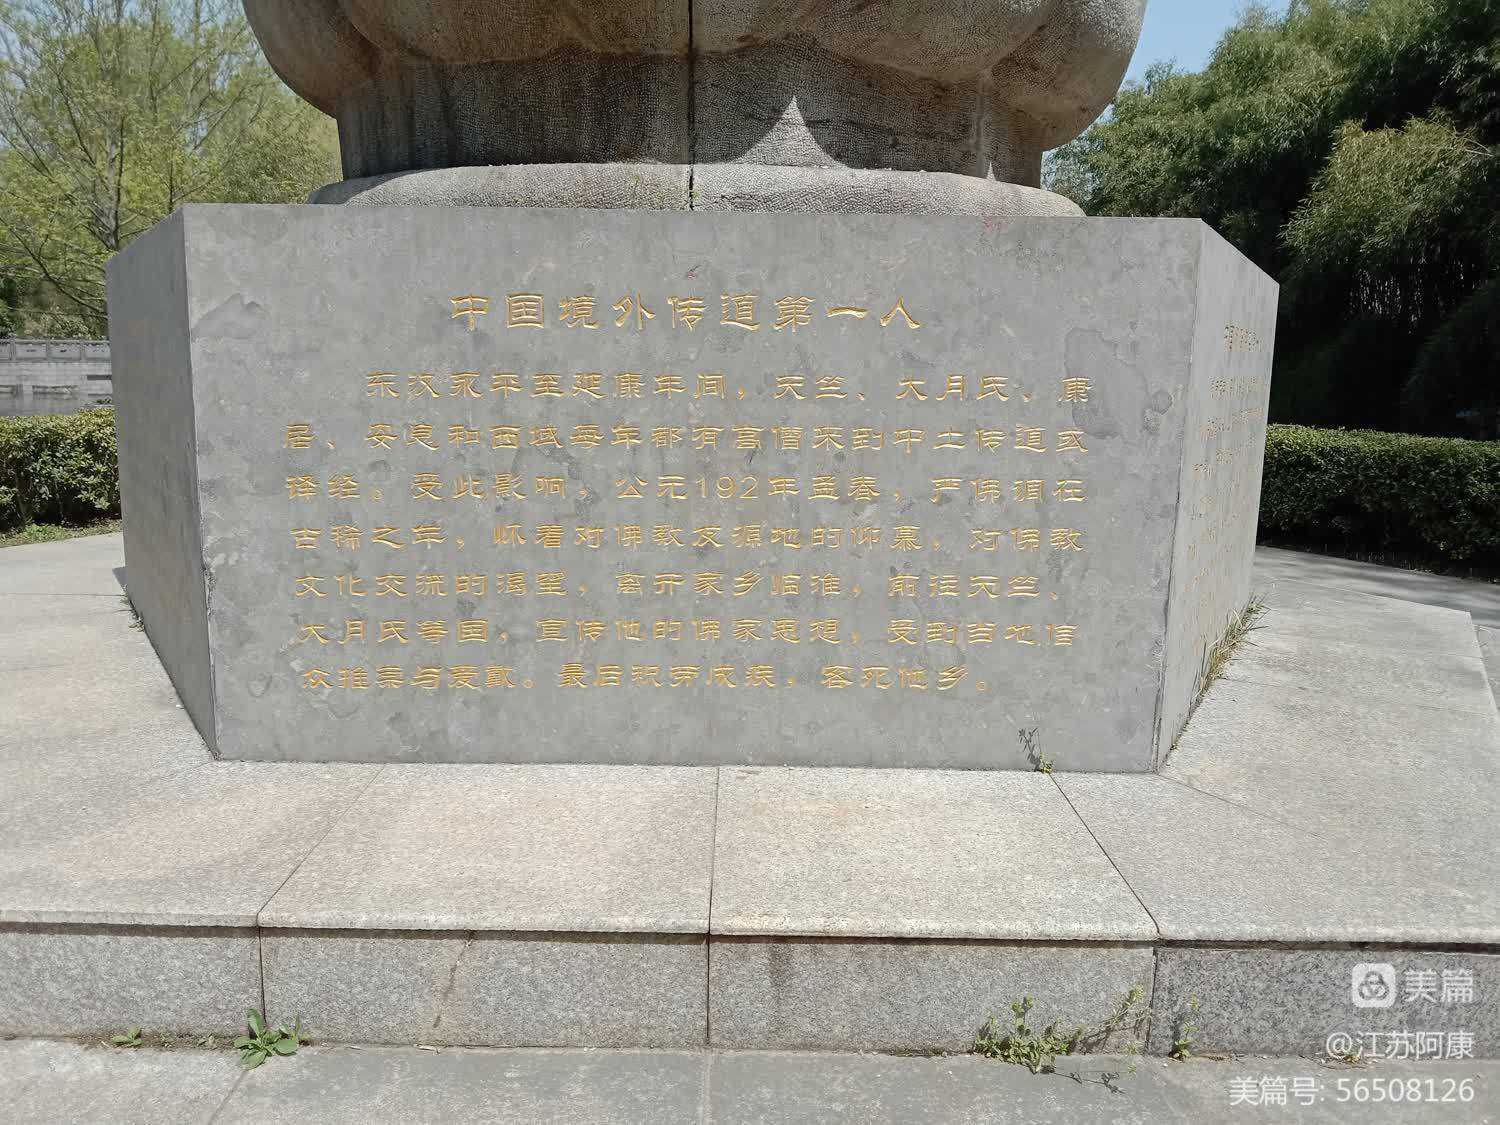 中国境外传道第一人
东汉永平至延康年间，天竺、大月氏、康
居、安息和西域每年都有高僧来到中土传道或
译经。受此影响，公元192年孟春，严佛调在
古稀之年，怀着对佛教发源地的仰慕，对佛教
文化交流的渴望，离开家乡临淮，前往天竺、
大月氏等国，宣传他的佛家思想，受到当地信
众推崇与爱戴。最后积劳成疾，客死他乡。
美篇
@江苏阿康
美篇号: 56508126